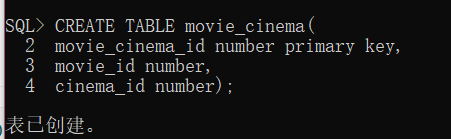 SQL> CREATE TABLE movie_cinema(
  2  movie_cinema_id number primary key,
  3  movie_id number,
  4  cinema_id number);
表已创建。